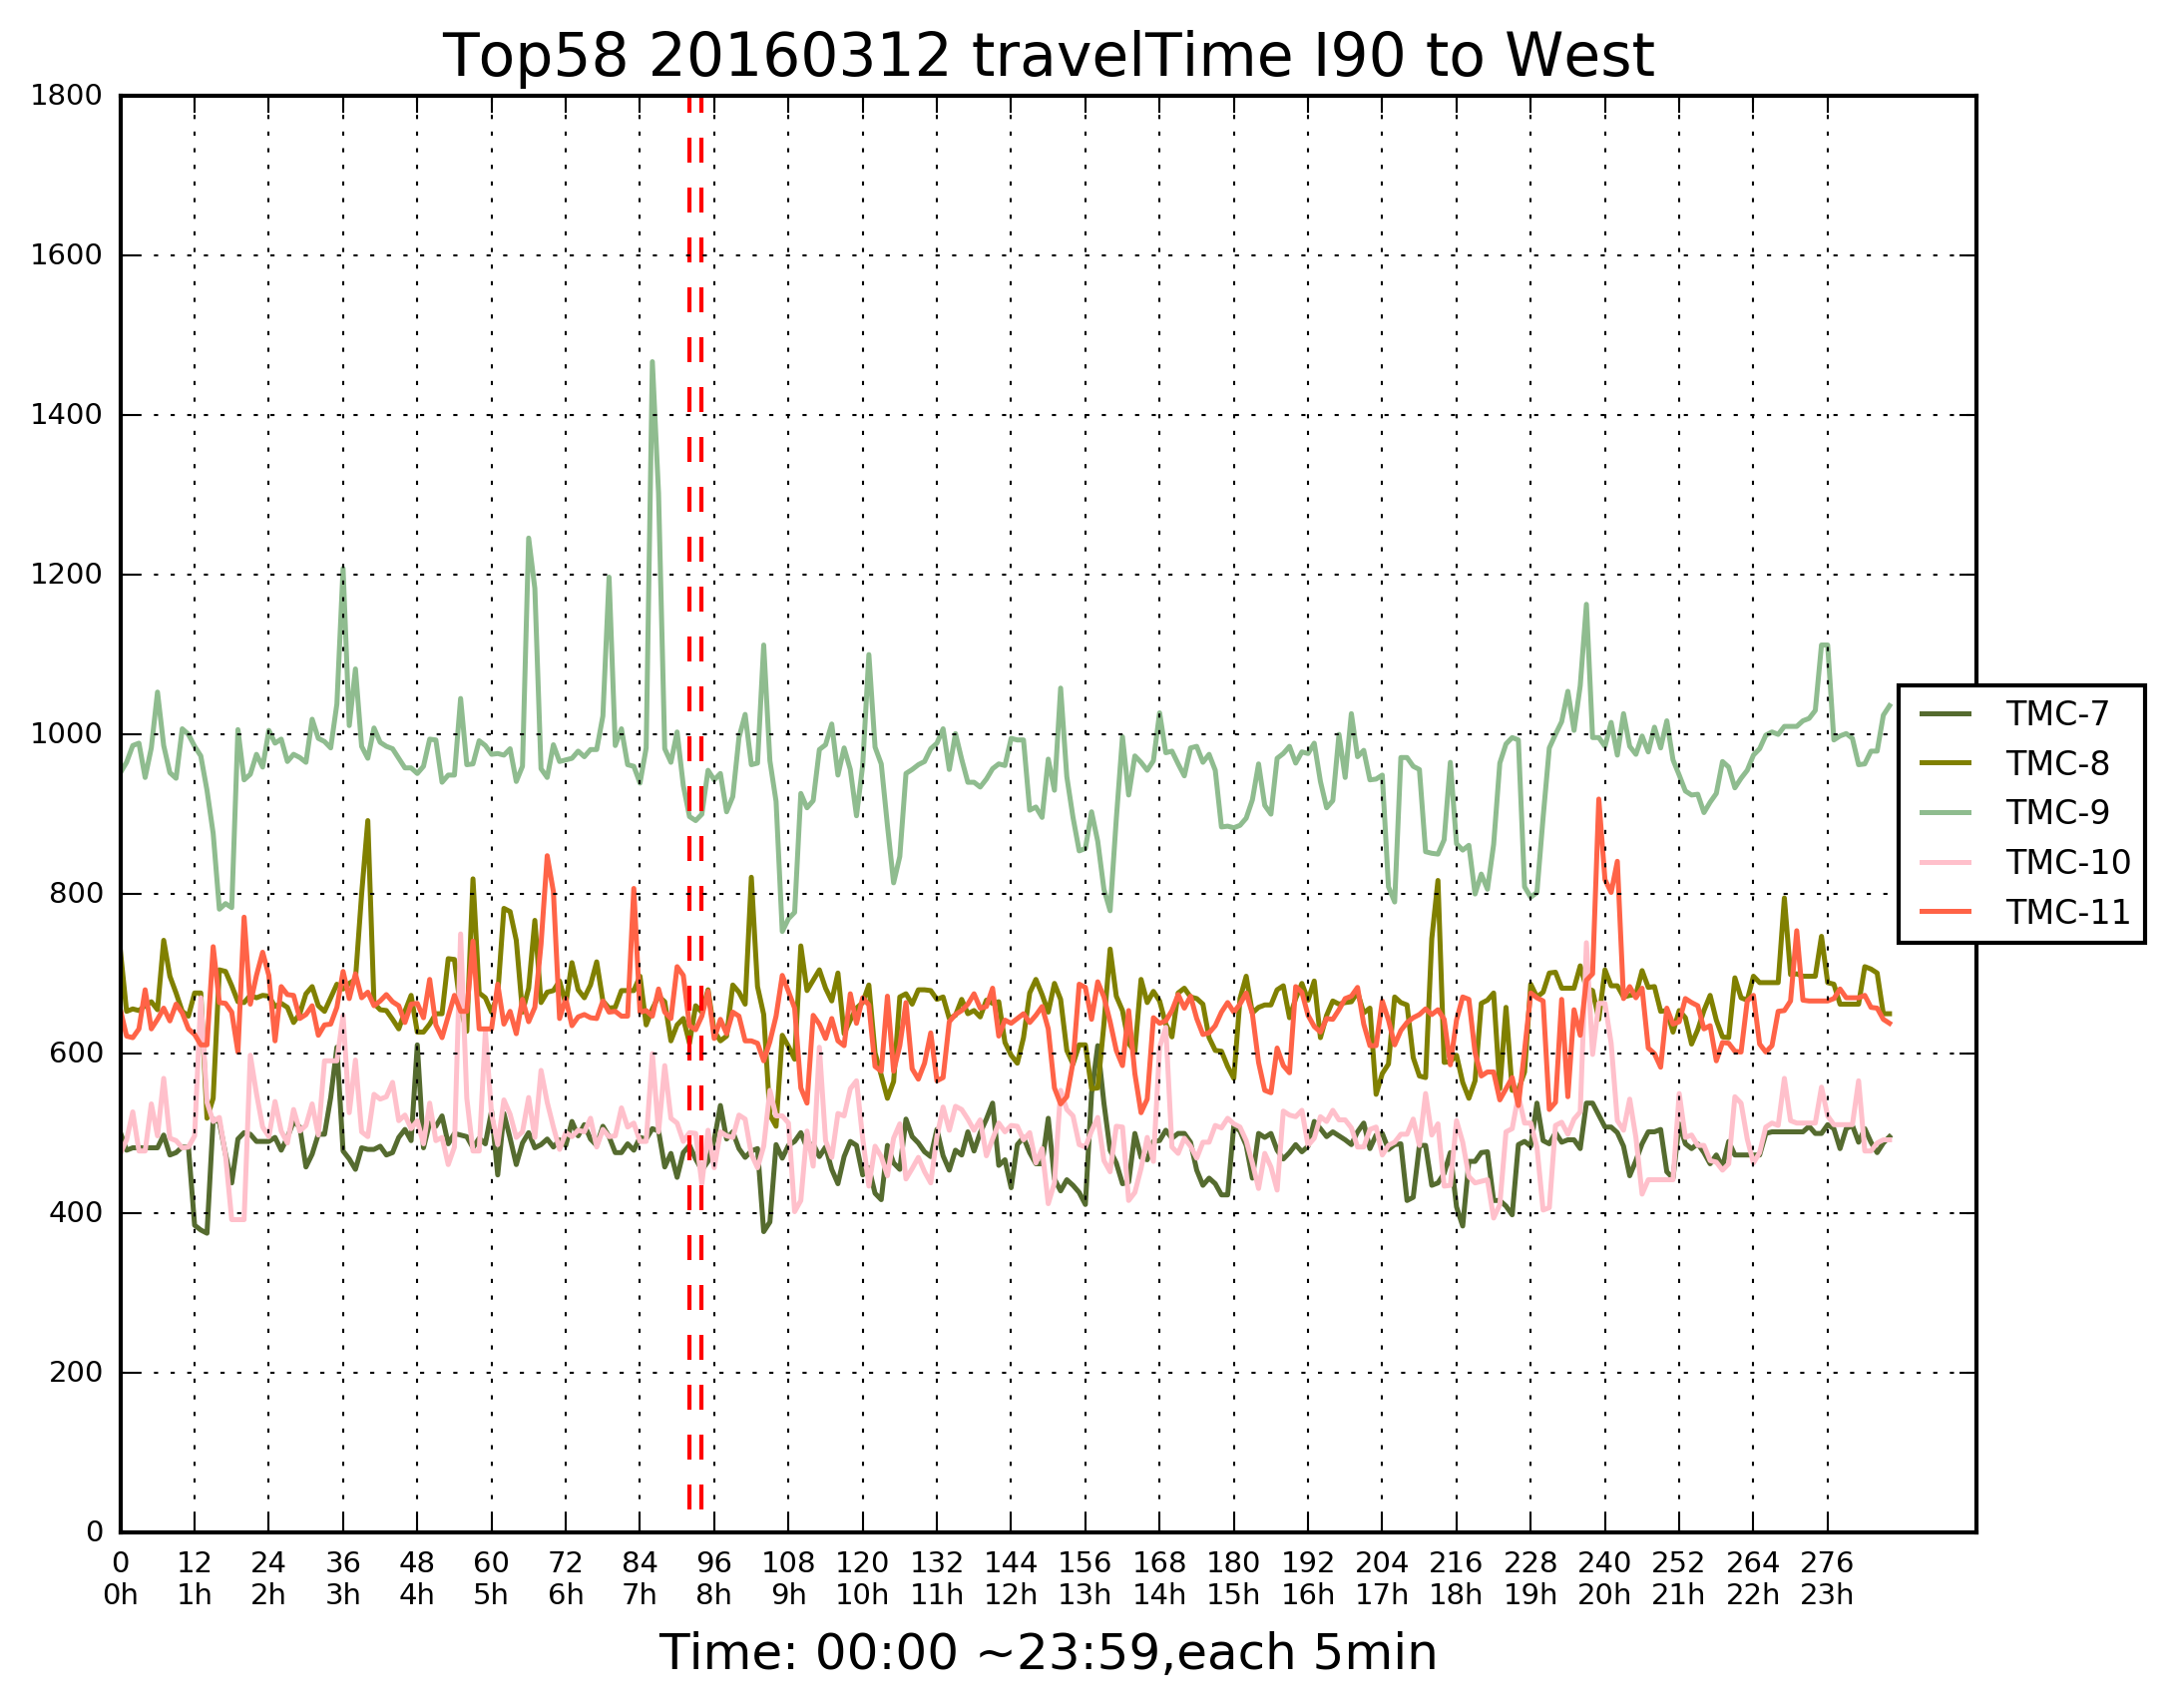 Top58 20160312 travelTime I90 to West
1800
1600
1400
1200
1000
800
600
400
200
0
TMC-7
TMC-8
TMC-9
TMC-10
TMC-11
0 12 24 36 48 60 72 84 96 108 120 132 144 156 168 180 192 204 216 228 240 252 264 276
0h 1h 2h 3h 4h 5h 6h 7h 8h 9h 10h 11h 12h 13h 14h 15h 16h 17h 18h 19h 20h 21h 22h 23h
Time: 00:00 ~23:59,each 5min